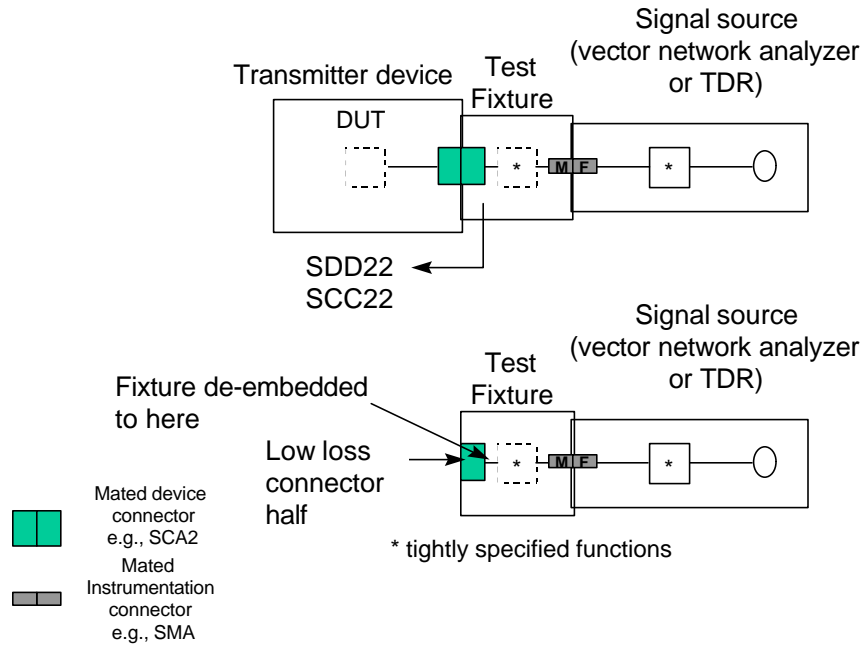 Signal source
(vector network analyzer
or TDR)
Test
Fixture
Transmitter device
DUT
*
M F
*
SDD22
SCC22
Signal source
(vector network analyzer
or TDR)
Test
Fixture
Fixture de-embedded
to here
Low loss
connector
half
*
M F
*
* tightly specified functions
Mated device
connector
e.g., SCA2
Mated
Instrumentation
connector
e.g., SMA